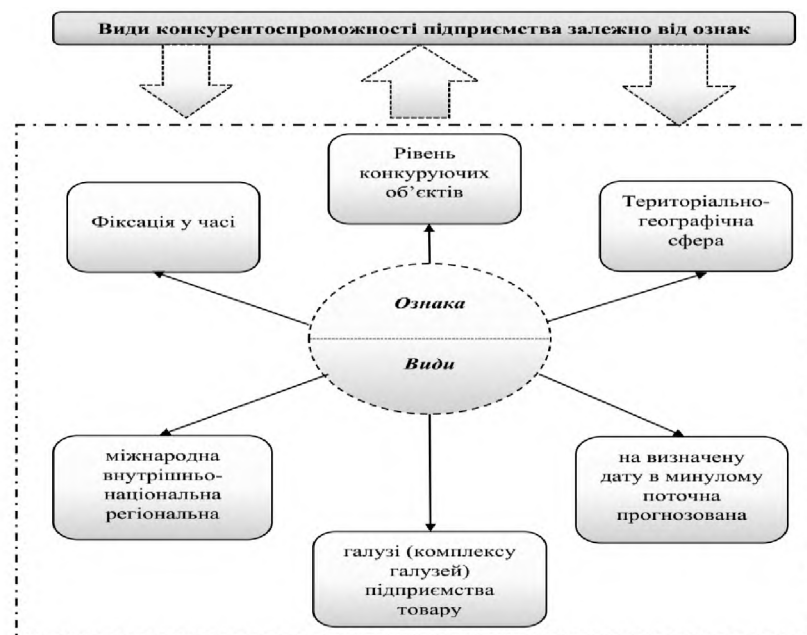 Види конкурентоспроможності підприємства залежно від ознак
Рівень
конкуруючих
об’єктів
Фіксація у часі
Територіально-
географічна
сфера
Ознака
Види
міжнародна
внутрішньо-
національна
регіональна
на визначену
дату в минулому
поточна
прогнозована
галузі (комплексу
галузей)
підприємства
товару